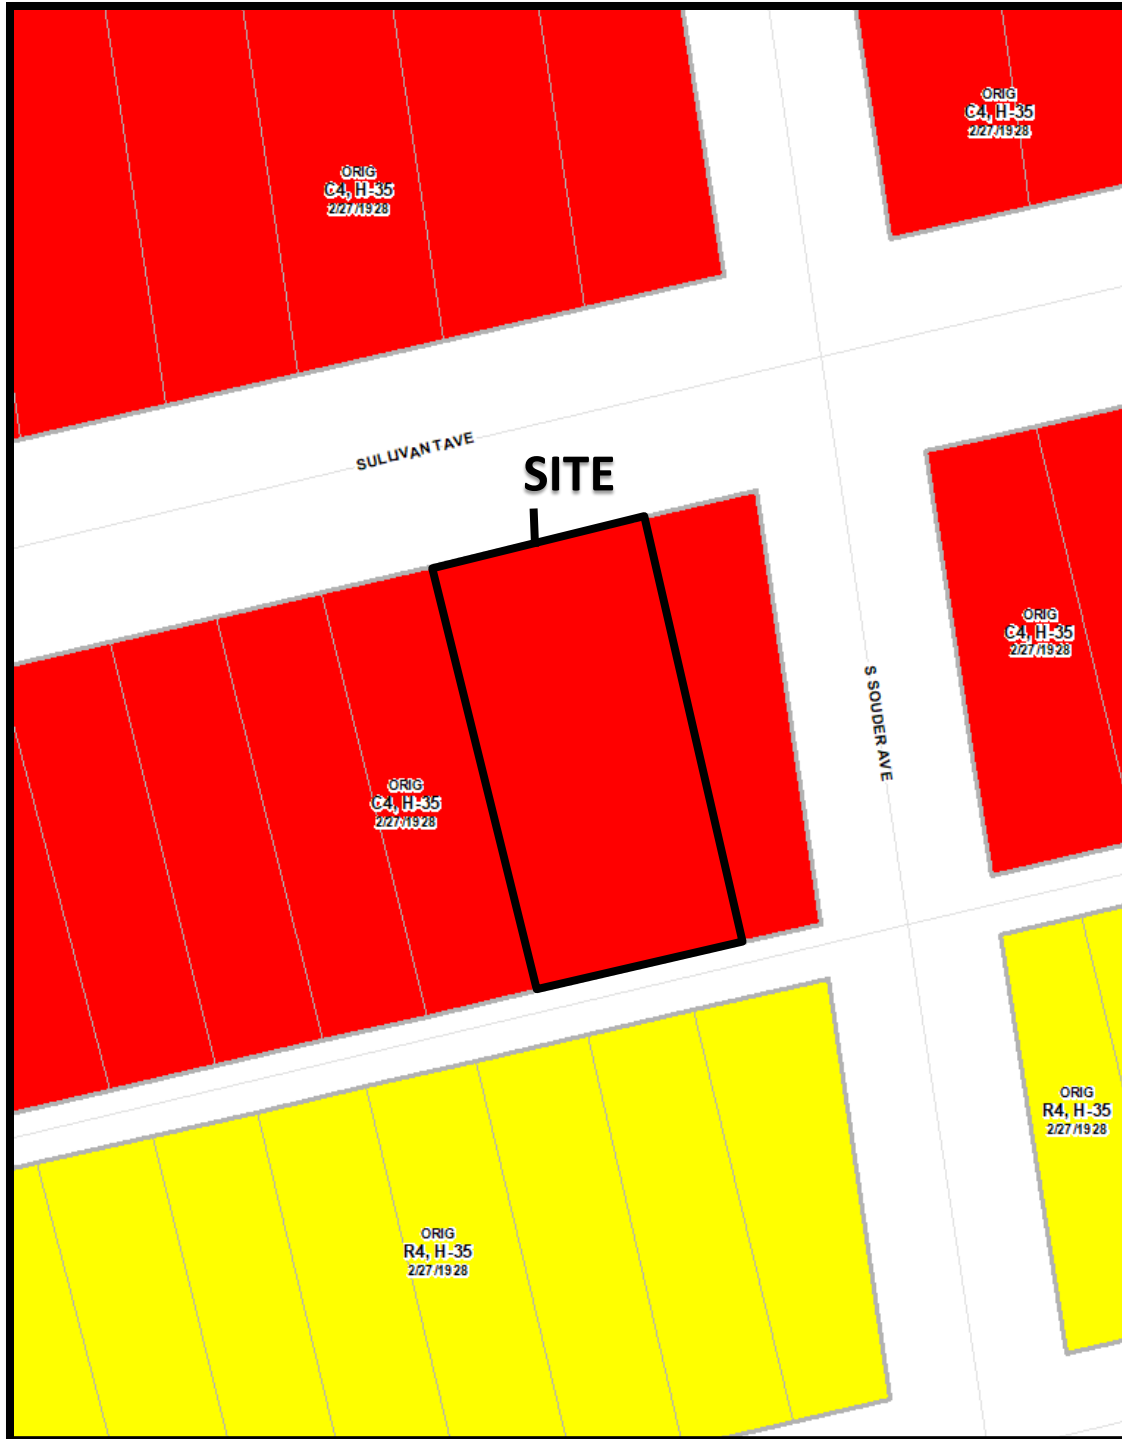 ORIG
C4, H-35
2/27/1928
ORIG
C4, H-35
2/27/1928
SULLIVANT AVE
SITE
ORIG
C4, H-35
2/27/1928
S SOUDER AVE
ORIG
C4, H-35
2/27/1928
ORIG
R4, H-35
2/27/1928
ORIG
R4, H-35
2/27/1928